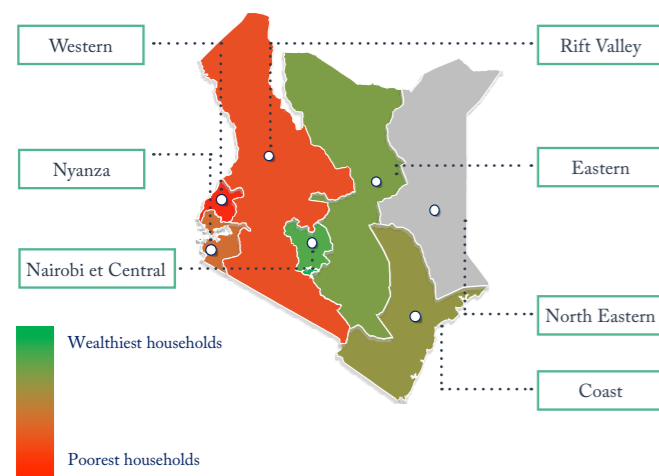 Western
Rift Valley
Nyanza
Eastern
Nairobi et Central
North Eastern
Wealthiest households
Coast
Poorest households